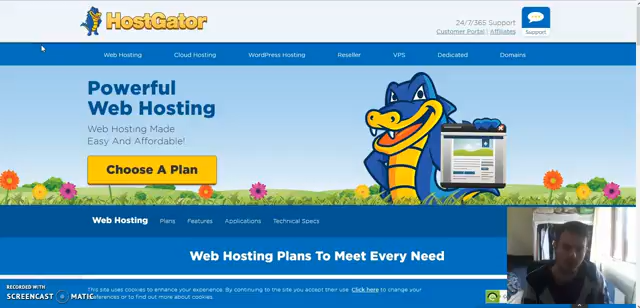 HostGator
24/7/365 Support
Customer Portal | Affiliates
Support
Web Hosting
Cloud Hosting
WordPress Hosting
Reseller
VPS
Dedicated
Domains
Powerful
Web Hosting
Web Hosting Made
Easy And Affordable!
Choose A Plan
Web Hosting
Plans
Features
Applications
Technical Specs
Web Hosting Plans To Meet Every Need
This site uses cookies to enhance your experience. By continuing to the site you accept their use. Click here to change your
preferences or to find out more about cookies.
RECORDED WITH
SCREENCAST MATIC